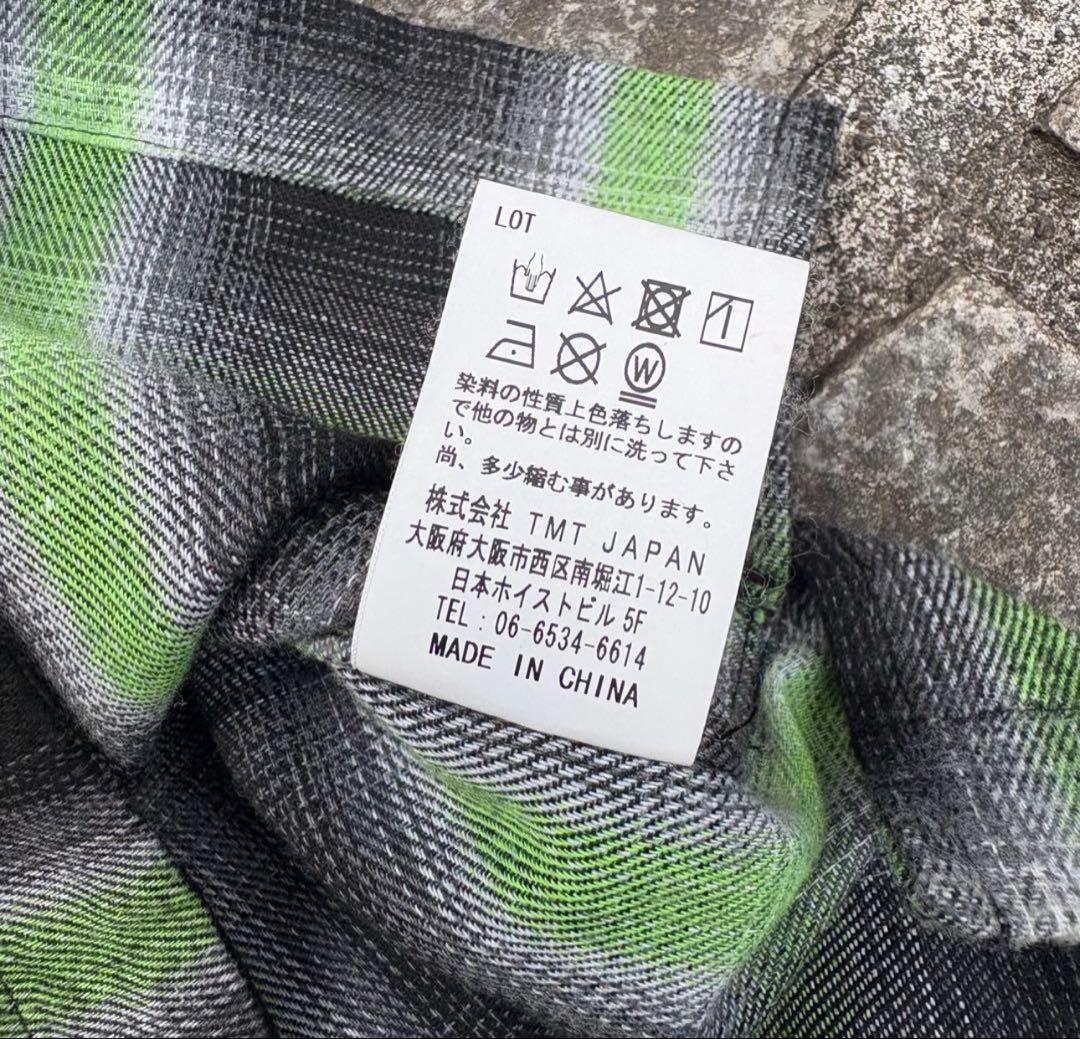 LOT
W
染料の性質上色落ちしますの
で他の物とは別に洗って下さ
い。
尚、多少縮む事があります。
株式会社 TMT JAPAN
大阪府大阪市西区南堀江1-12-10
日本ホイストビル 5F
TEL : 06-6534-6614
MADE IN CHINA